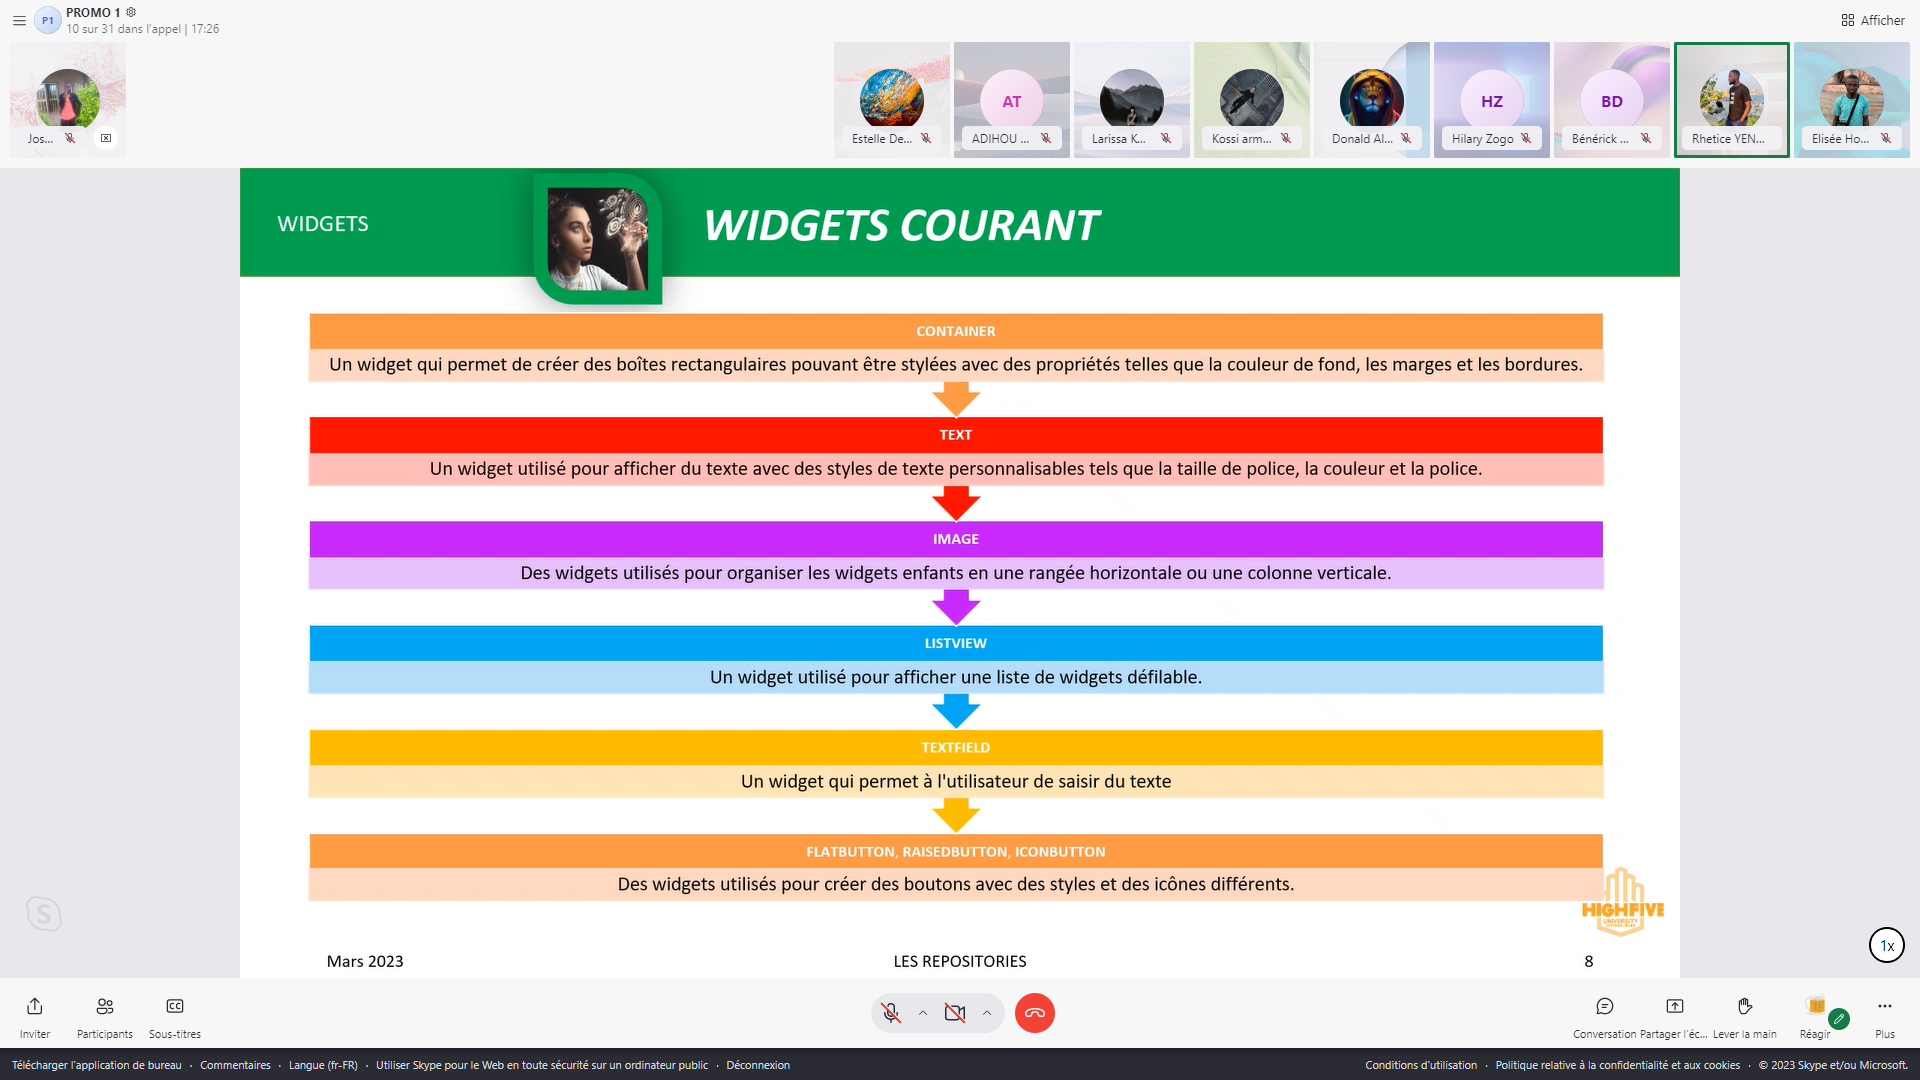 P1
PROMO 1
10 sur 31 dans l'appel | 17:26
Afficher
Jos...
Estelle De...
AT
ADIHOU ...
Larissa K...
Kossi arm...
Donald Al...
HZ
Hilary Zogo
BD
Bénérick ...
Rhetice YEN...
Elisée Ho...
WIDGETS
WIDGETS COURANT
CONTAINER
Un widget qui permet de créer des boîtes rectangulaires pouvant être stylées avec des propriétés telles que la couleur de fond, les marges et les bordures.
TEXT
Un widget utilisé pour afficher du texte avec des styles de texte personnalisables tels que la taille de police, la couleur et la police.
IMAGE
Des widgets utilisés pour organiser les widgets enfants en une rangée horizontale ou une colonne verticale.
LISTVIEW
Un widget utilisé pour afficher une liste de widgets défilable.
TEXTFIELD
Un widget qui permet à l'utilisateur de saisir du texte
FLATBUTTON, RAISEDBUTTON, ICONBUTTON
Des widgets utilisés pour créer des boutons avec des styles et des icônes différents.
HIGHFIVE
UNIVERSITY
S
1x
Mars 2023
LES REPOSITORIES
8
Inviter
Participants
CC
Sous-titres
Conversation
Partager l'éc...
Lever la main
Réagir
Plus
Télécharger l'application de bureau · Commentaires · Langue (fr-FR) · Utiliser Skype pour le Web en toute sécurité sur un ordinateur public · Déconnexion
Conditions d'utilisation · Politique relative à la confidentialité et aux cookies · © 2023 Skype et/ou Microsoft.